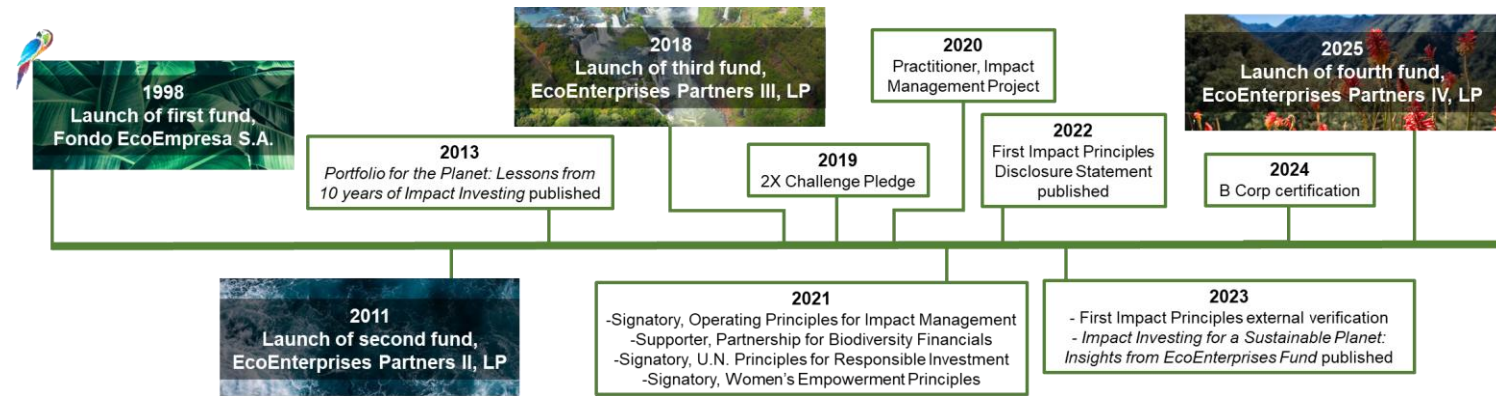 1998
Launch of first fund,
Fondo EcoEmpresa S.A.
2011
Launch of second fund,
EcoEnterprises Partners II, LP
2013
Portfolio for the Planet: Lessons from
10 years of Impact Investing published
2018
Launch of third fund,
EcoEnterprises Partners III, LP
2019
2X Challenge Pledge
2020
Practitioner, Impact
Management Project
2021
-Signatory, Operating Principles for Impact Management
-Supporter, Partnership for Biodiversity Financials
-Signatory, U.N. Principles for Responsible Investment
-Signatory, Women's Empowerment Principles
2022
First Impact Principles
Disclosure Statement
published
2023
- First Impact Principles external verification
- Impact Investing for a Sustainable Planet:
Insights from EcoEnterprises Fund published
2024
B Corp certification
2025
Launch of fourth fund,
EcoEnterprises Partners IV, LP